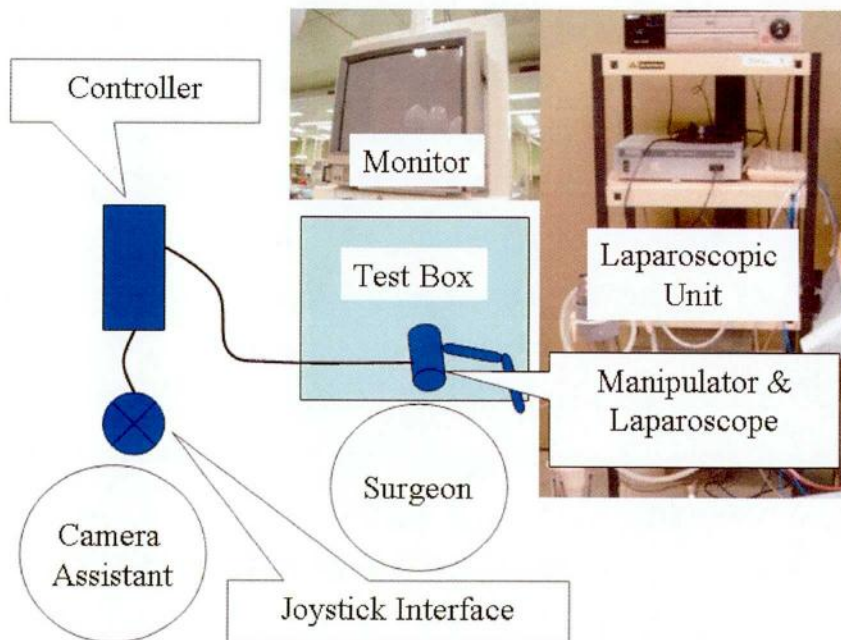 Controller
Monitor
Test Box
Laparoscopic
Unit
Manipulator &
Laparoscope
Surgeon
Camera
Assistant
Joystick Interface